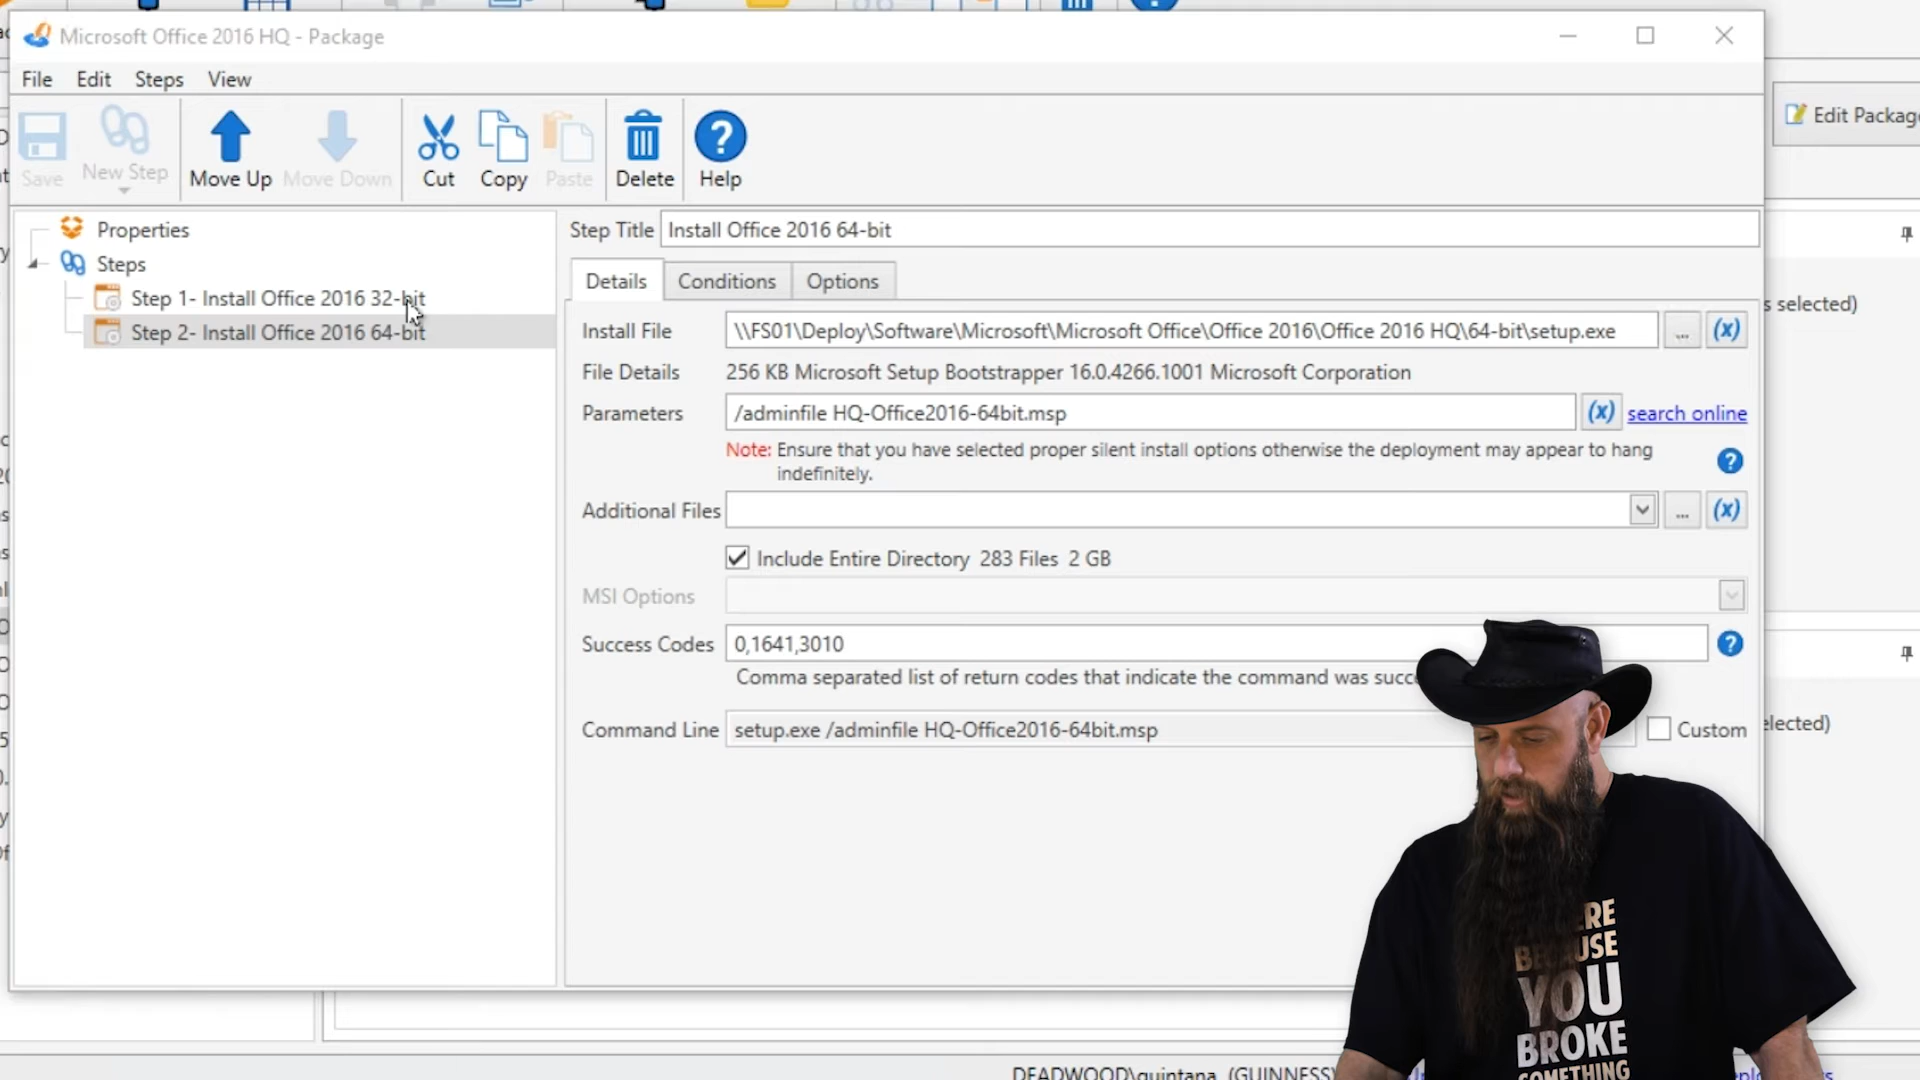 Microsoft Office 2016 HQ - Package
File Edit Steps View
Save New Step Move Up Move Down Cut Copy Paste Delete Help
Edit Packag
Properties
Steps
Step 1- Install Office 2016 32-bit
Step 2- Install Office 2016 64-bit
Step Title Install Office 2016 64-bit
Details Conditions Options
s selected)
Install File \\FS01\Deploy\Software\Microsoft\Microsoft Office\Office 2016\Office 2016 HQ\64-bit\setup.exe ... (x)
File Details 256 KB Microsoft Setup Bootstrapper 16.0.4266.1001 Microsoft Corporation
Parameters /adminfile HQ-Office2016-64bit.msp (x) search online
Note: Ensure that you have selected proper silent install options otherwise the deployment may appear to hang
indefinitely.
Additional Files ... (x)
Include Entire Directory 283 Files 2 GB
MSI Options
Success Codes 0,1641,3010
Comma separated list of return codes that indicate the command was succ
Command Line setup.exe /adminfile HQ-Office2016-64bit.msp Custom
elected)
RE
BECAUSE
YOU
BROKE
SOMETHING
DEADWOOD\quintana (GUINNESS)